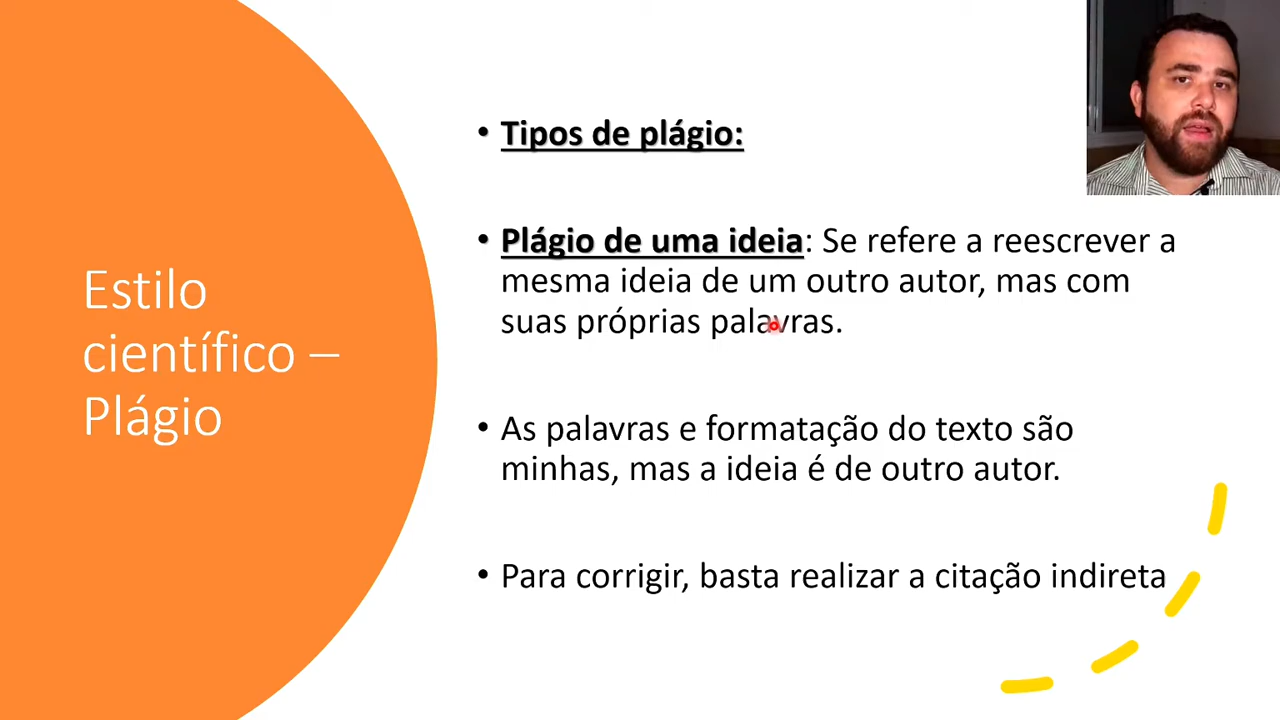 Estilo
científico –
Plágio
• Tipos de plágio:
• Plágio de uma ideia: Se refere a reescrever a
mesma ideia de um outro autor, mas com
suas próprias palavras.
• As palavras e formatação do texto são
minhas, mas a ideia é de outro autor.
• Para corrigir, basta realizar a citação indireta